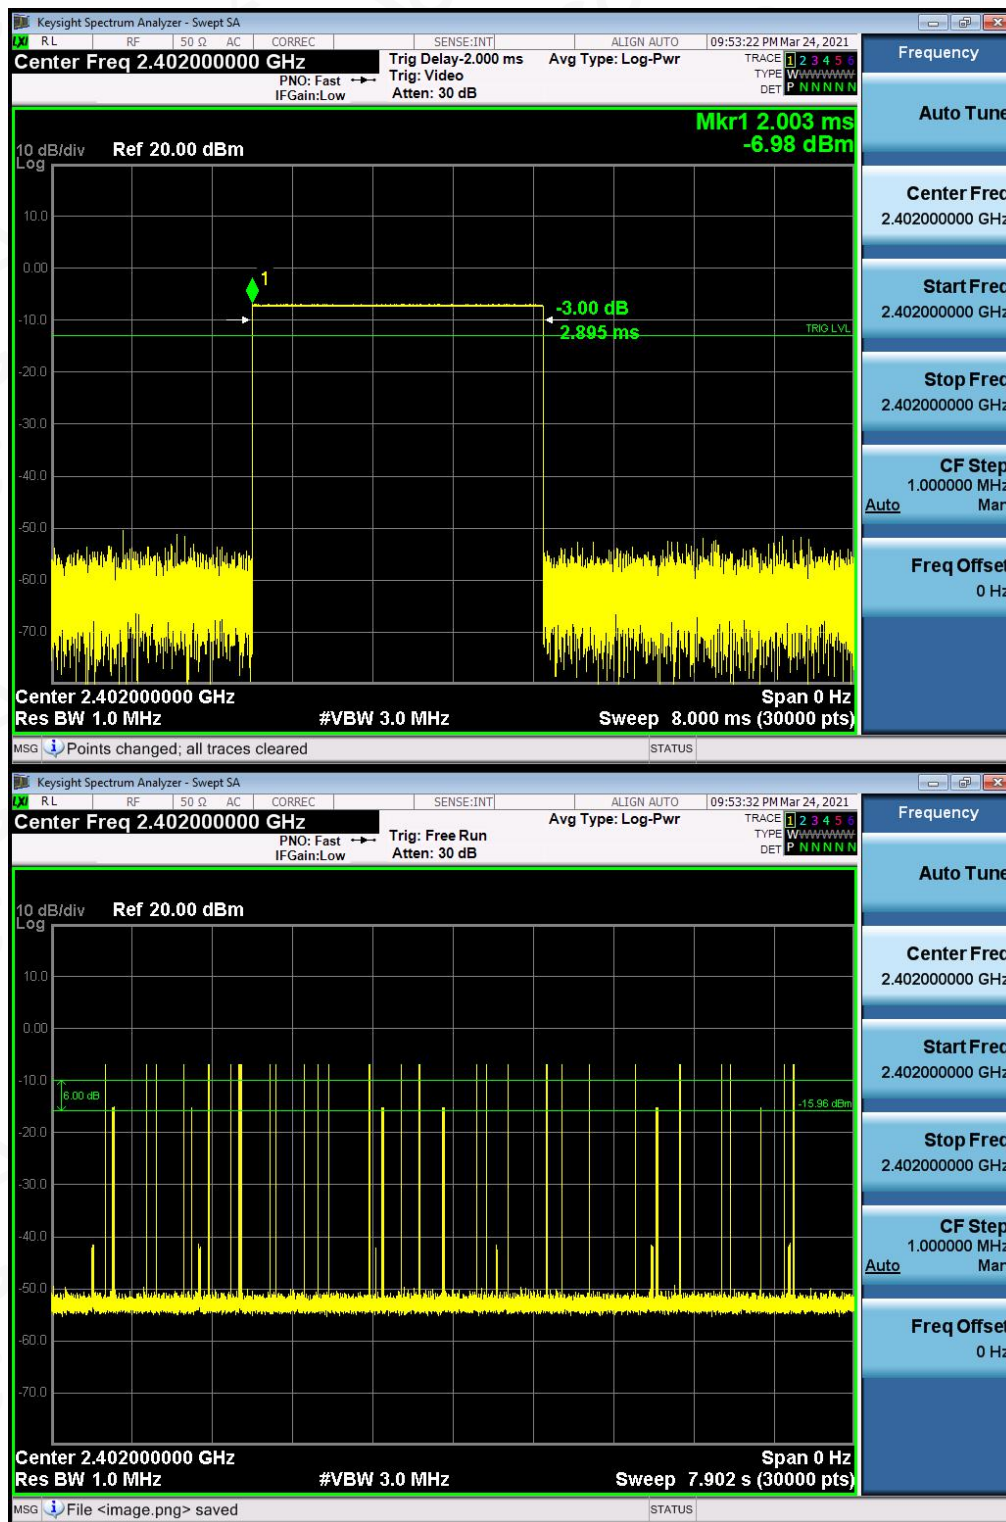 Keysight Spectrum Analyzer - Swept SA
LXI RL RF 50 Ω AC CORREC SENSE:INT ALIGN AUTO 09:53:22 PM Mar 24, 2021
Center Freq 2.402000000 GHz
PNO: Fast
IFGain:Low
Trig Delay-2.000 ms
Trig: Video
Atten: 30 dB
Avg Type: Log-Pwr
TRACE 1 2 3 4 5 6
TYPE W
DET P N N N N N
Mkr1 2.003 ms
-6.98 dBm
10 dB/div Ref 20.00 dBm
Log
10.0
0.00
1
-3.00 dB
-10.0
2.895 ms
TRIG LVL
-20.0
-30.0
-40.0
-50.0
-60.0
-70.0
Center 2.402000000 GHz Span 0 Hz
Res BW 1.0 MHz #VBW 3.0 MHz Sweep 8.000 ms (30000 pts)
MSG Points changed; all traces cleared STATUS
Frequency
Auto Tune
Center Freq
2.402000000 GHz
Start Freq
2.402000000 GHz
Stop Freq
2.402000000 GHz
CF Step
1.000000 MHz
Auto Man
Freq Offset
0 Hz
Keysight Spectrum Analyzer - Swept SA
LXI RL RF 50 Ω AC CORREC SENSE:INT ALIGN AUTO 09:53:32 PM Mar 24, 2021
Center Freq 2.402000000 GHz
PNO: Fast
IFGain:Low
Trig: Free Run
Atten: 30 dB
Avg Type: Log-Pwr
TRACE 1 2 3 4 5 6
TYPE W
DET P N N N N N
10 dB/div Ref 20.00 dBm
Log
10.0
0.00
-10.0
6.00 dB
-15.96 dBm
-20.0
-30.0
-40.0
-50.0
-60.0
-70.0
Center 2.402000000 GHz Span 0 Hz
Res BW 1.0 MHz #VBW 3.0 MHz Sweep 7.902 s (30000 pts)
MSG File <image.png> saved STATUS
Frequency
Auto Tune
Center Freq
2.402000000 GHz
Start Freq
2.402000000 GHz
Stop Freq
2.402000000 GHz
CF Step
1.000000 MHz
Auto Man
Freq Offset
0 Hz